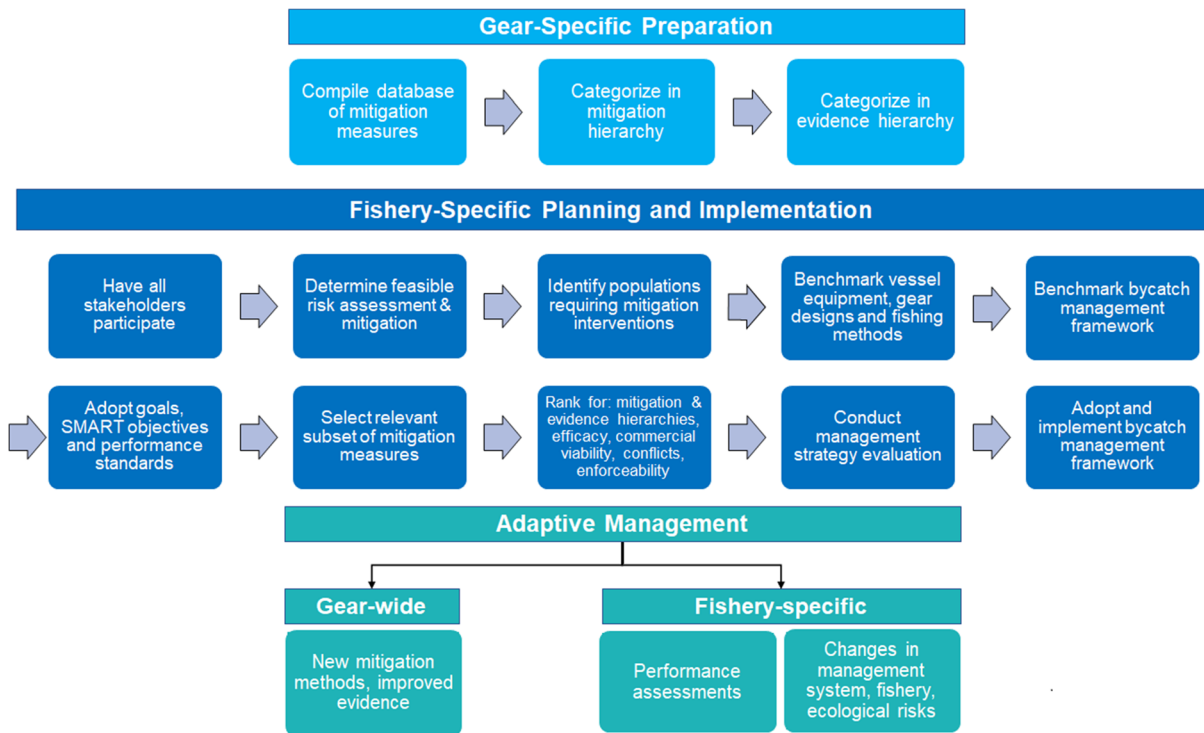 Gear-Specific Preparation
Compile database
of mitigation
measures
Categorize in
mitigation
hierarchy
Categorize in
evidence hierarchy
Fishery-Specific Planning and Implementation
Have all
stakeholders
participate
Determine feasible
risk assessment &
mitigation
Identify populations
requiring mitigation
interventions
Benchmark vessel
equipment, gear
designs and fishing
methods
Benchmark bycatch
management
framework
Adopt goals,
SMART objectives
and performance
standards
Select relevant
subset of mitigation
measures
Rank for: mitigation &
evidence hierarchies,
efficacy, commercial
viability, conflicts,
enforceability
Conduct
management
strategy evaluation
Adopt and
implement bycatch
management
framework
Adaptive Management
Gear-wide
New mitigation
methods, improved
evidence
Fishery-specific
Performance
assessments
Changes in
management
system, fishery,
ecological risks